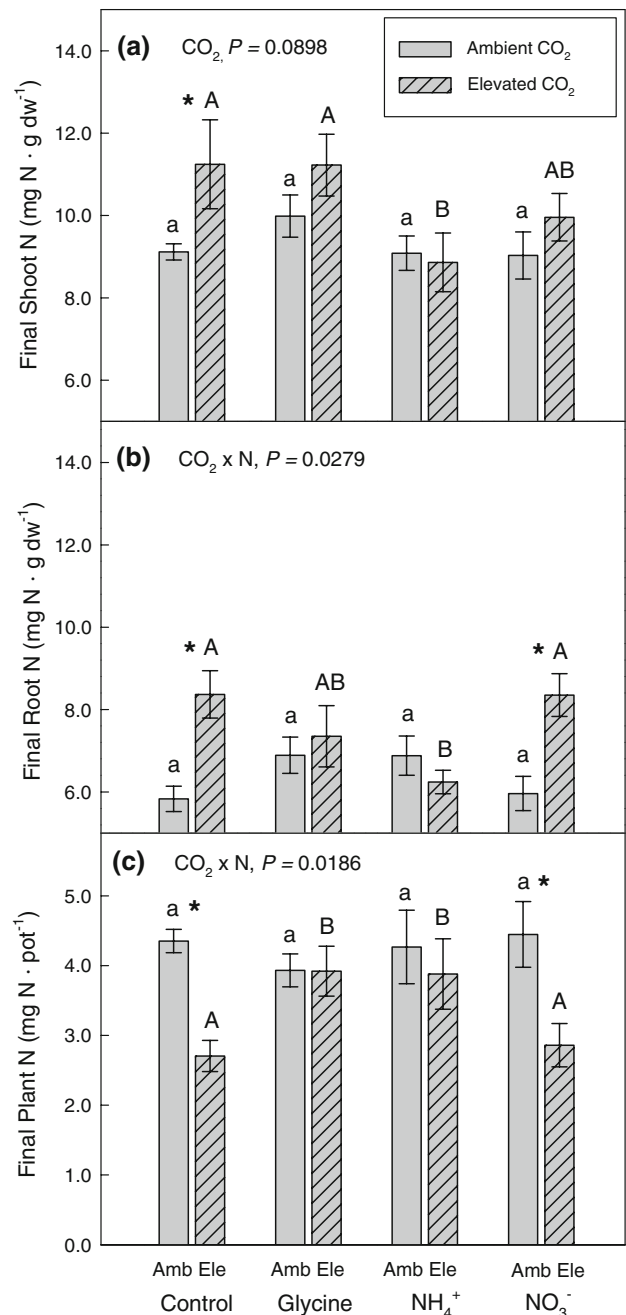 (a) CO₂, P = 0.0898
Ambient CO₂
Elevated CO₂
Final Shoot N (mg N · g dw⁻¹)
14.0
12.0
10.0
8.0
6.0
a * A
a A
a B
a AB
(b) CO₂ x N, P = 0.0279
Final Root N (mg N · g dw⁻¹)
14.0
12.0
10.0
8.0
6.0
a * A
a AB
a B
a * A
(c) CO₂ x N, P = 0.0186
Final Plant N (mg N · pot⁻¹)
5.0
4.0
3.0
2.0
1.0
0.0
a * A
a B
a B
a * A
Amb Ele Amb Ele Amb Ele Amb Ele
Control Glycine NH₄⁺ NO₃⁻